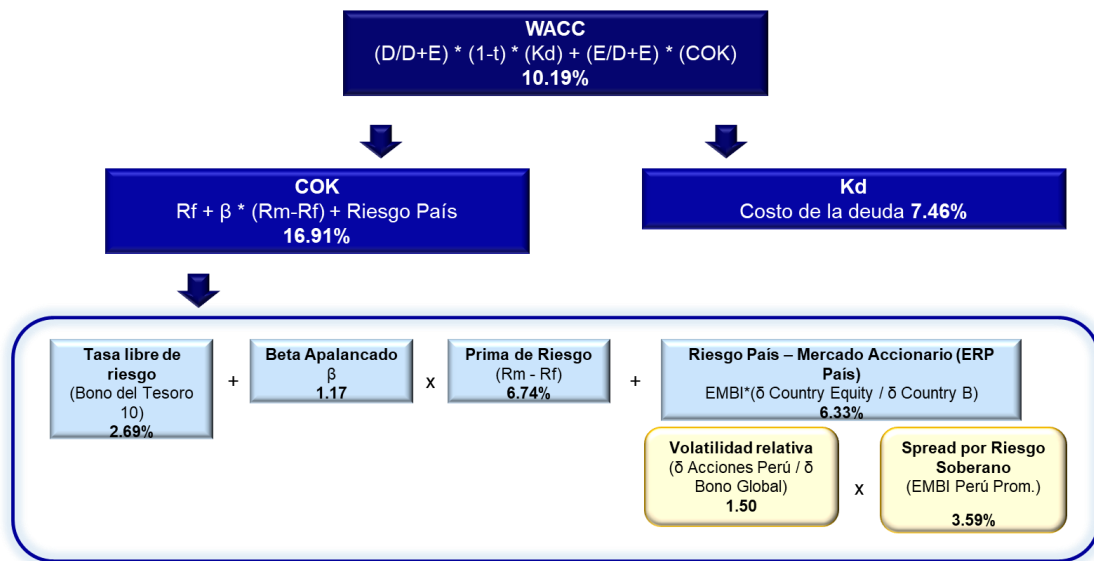 WACC
(D/D+E) * (1-t) * (Kd) + (E/D+E) * (COK)
10.19%
COK
Rf + β * (Rm-Rf) + Riesgo País
16.91%
Kd
Costo de la deuda 7.46%
Tasa libre de
riesgo
(Bono del Tesoro
10)
2.69%
+
Beta Apalancado
β
1.17
x
Prima de Riesgo
(Rm - Rf)
6.74%
+
Riesgo País – Mercado Accionario (ERP
País)
EMBI*(δ Country Equity / δ Country B)
6.33%
Volatilidad relativa
(δ Acciones Perú / δ
Bono Global)
1.50
x
Spread por Riesgo
Soberano
(EMBI Perú Prom.)
3.59%